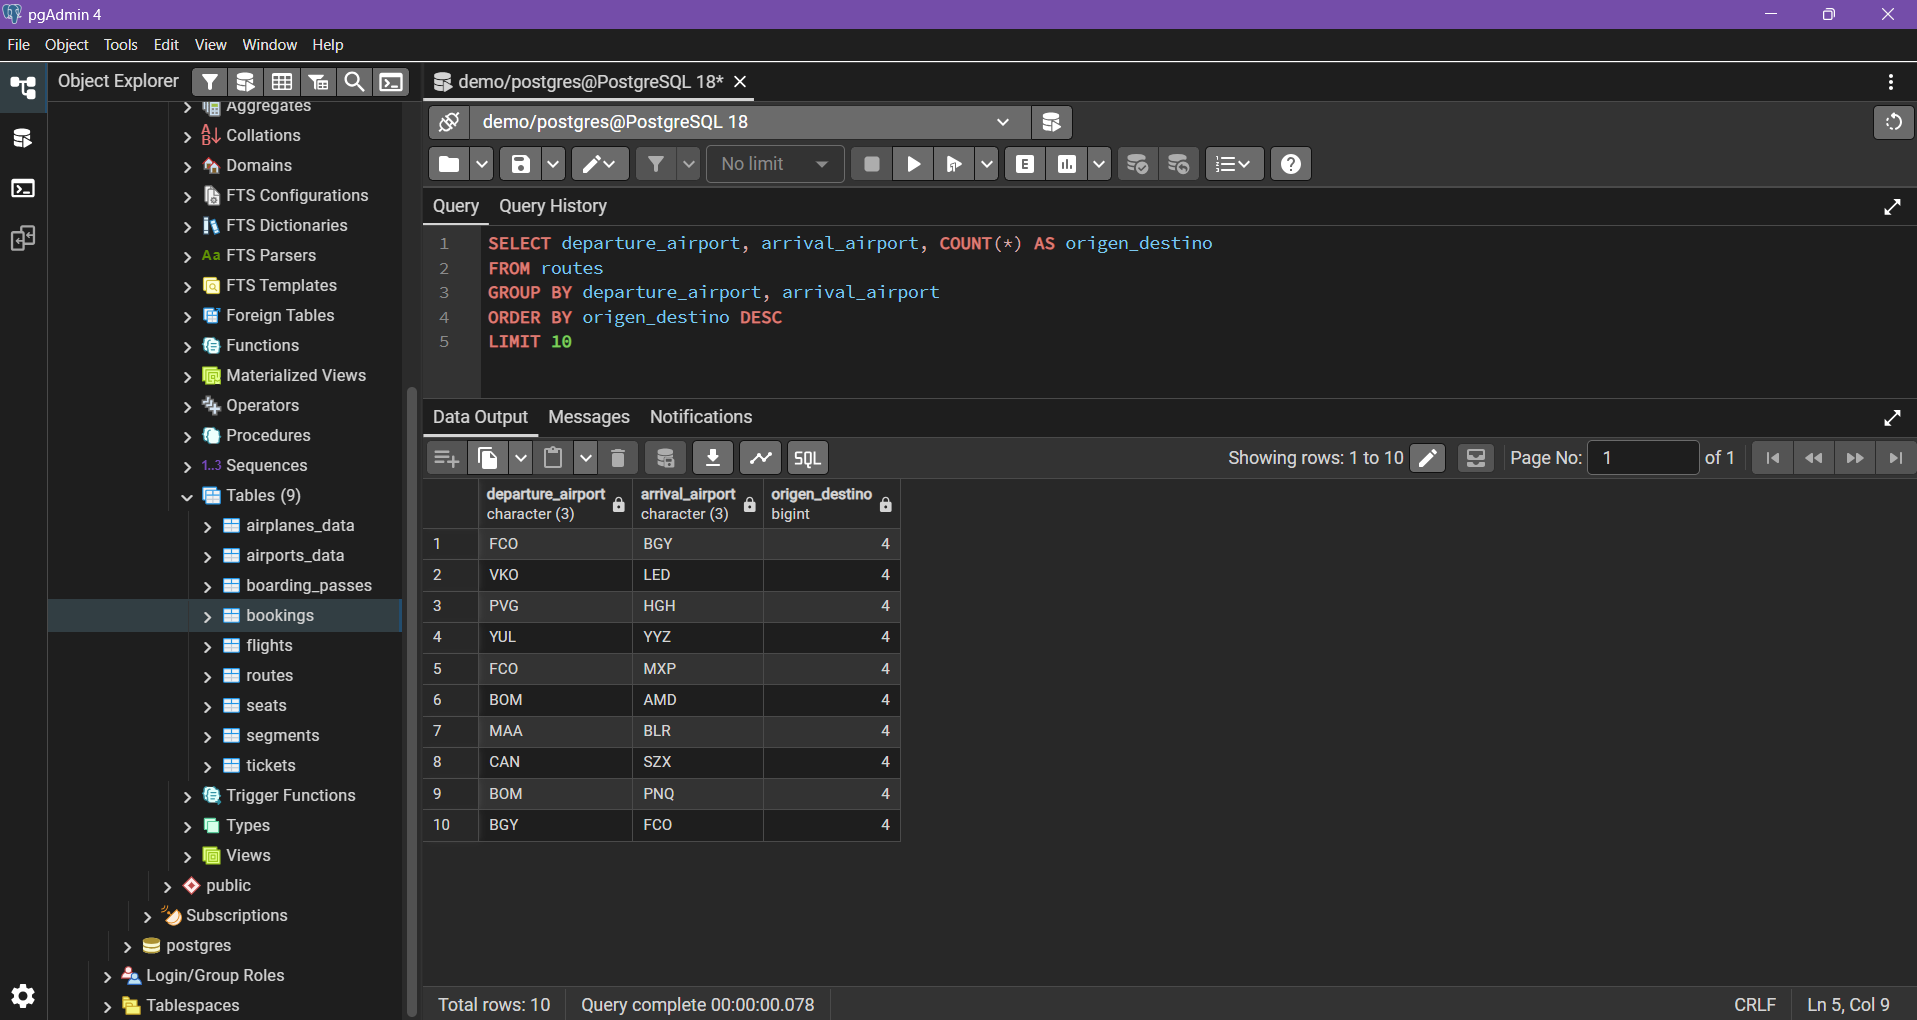 pgAdmin 4
File Object Tools Edit View Window Help
Object Explorer
demo/postgres@PostgreSQL 18*
demo/postgres@PostgreSQL 18
No limit
E
Query Query History
1 SELECT departure_airport, arrival_airport, COUNT(*) AS origen_destino
2 FROM routes
3 GROUP BY departure_airport, arrival_airport
4 ORDER BY origen_destino DESC
5 LIMIT 10
Data Output Messages Notifications
SQL
Showing rows: 1 to 10
Page No: 1 of 1
departure_airport character (3)
arrival_airport character (3)
origen_destino bigint
1 FCO BGY 4
2 VKO LED 4
3 PVG HGH 4
4 YUL YYZ 4
5 FCO MXP 4
6 BOM AMD 4
7 MAA BLR 4
8 CAN SZX 4
9 BOM PNQ 4
10 BGY FCO 4
Aggregates
Collations
Domains
FTS Configurations
FTS Dictionaries
Aa FTS Parsers
FTS Templates
Foreign Tables
Functions
Materialized Views
Operators
Procedures
1..3 Sequences
Tables (9)
airplanes_data
airports_data
boarding_passes
bookings
flights
routes
seats
segments
tickets
Trigger Functions
Types
Views
public
Subscriptions
postgres
Login/Group Roles
Tablespaces
Total rows: 10
Query complete 00:00:00.078
CRLF
Ln 5, Col 9